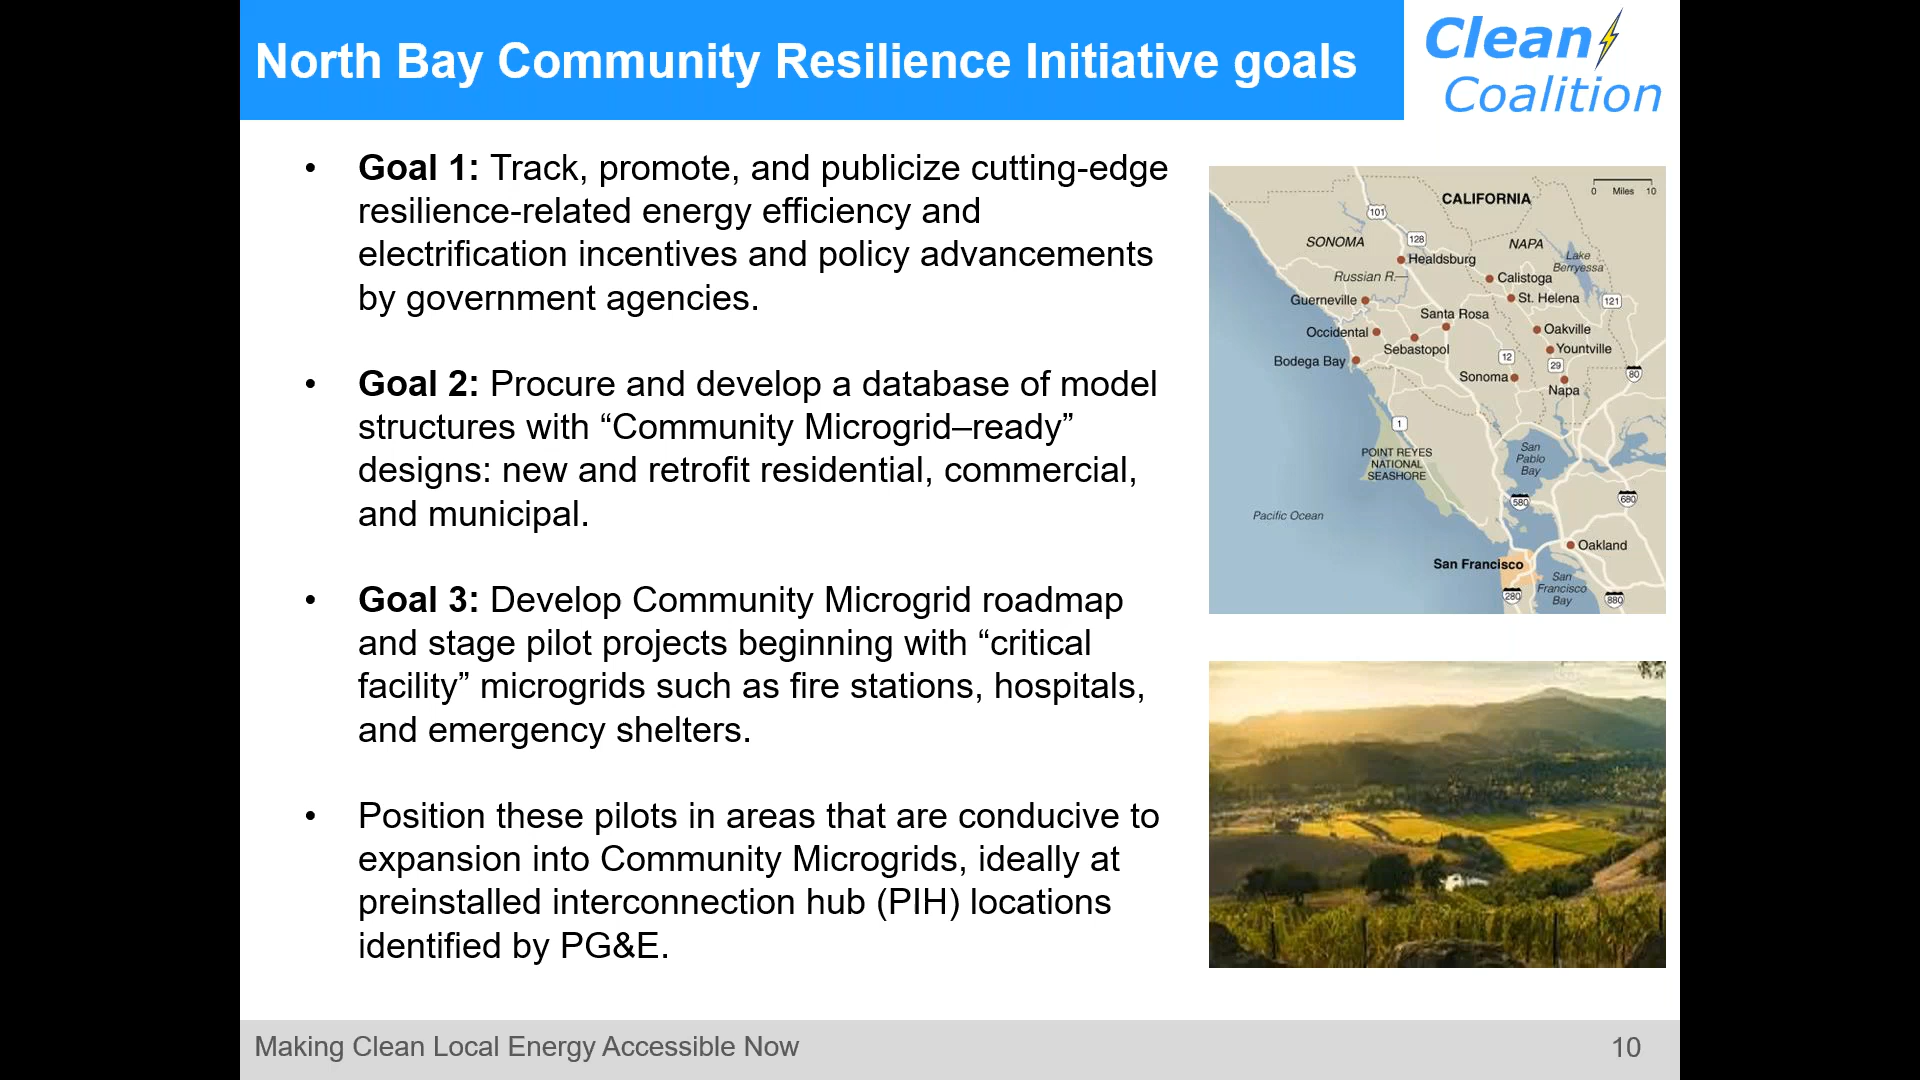 North Bay Community Resilience Initiative goals
Clean
Coalition
• Goal 1: Track, promote, and publicize cutting-edge
resilience-related energy efficiency and
electrification incentives and policy advancements
by government agencies.
• Goal 2: Procure and develop a database of model
structures with “Community Microgrid–ready”
designs: new and retrofit residential, commercial,
and municipal.
• Goal 3: Develop Community Microgrid roadmap
and stage pilot projects beginning with “critical
facility” microgrids such as fire stations, hospitals,
and emergency shelters.
• Position these pilots in areas that are conducive to
expansion into Community Microgrids, ideally at
preinstalled interconnection hub (PIH) locations
identified by PG&E.
0 Miles 10
CALIFORNIA
101
SONOMA
128
NAPA
Lake
Berryessa
Healdsburg
Russian R.
Calistoga
Guerneville
St. Helena
121
Santa Rosa
Occidental
Oakville
Sebastopol
Yountville
Bodega Bay
12
29
80
Sonoma
Napa
1
San
Pablo
Bay
POINT REYES
NATIONAL
SEASHORE
580
680
Pacific Ocean
Oakland
San Francisco
San
Francisco
Bay
280
880
Making Clean Local Energy Accessible Now
10